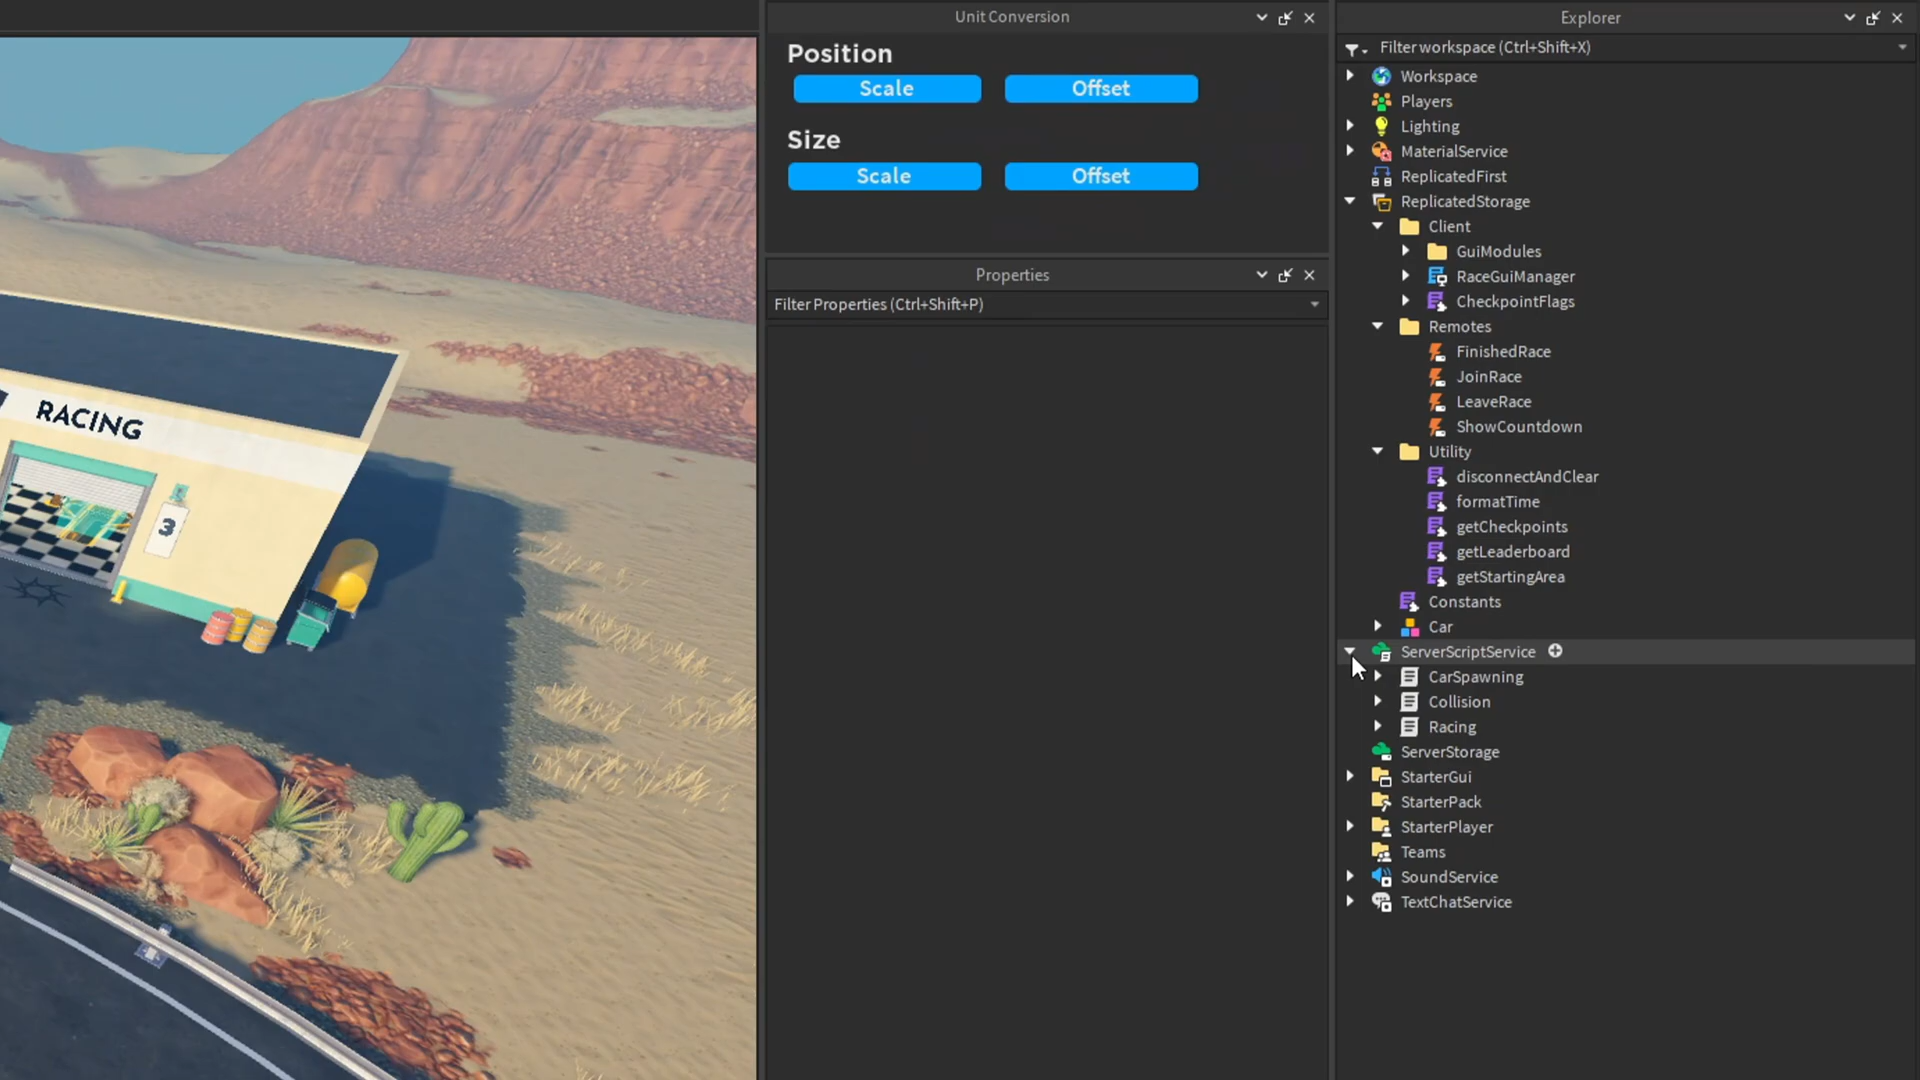 RACING
3
Unit Conversion
Position
Scale Offset
Size
Scale Offset
Properties
Filter Properties (Ctrl+Shift+P)
Explorer
Filter workspace (Ctrl+Shift+X)
Workspace
Players
Lighting
MaterialService
ReplicatedFirst
ReplicatedStorage
Client
GuiModules
RaceGuiManager
CheckpointFlags
Remotes
FinishedRace
JoinRace
LeaveRace
ShowCountdown
Utility
disconnectAndClear
formatTime
getCheckpoints
getLeaderboard
getStartingArea
Constants
Car
ServerScriptService
CarSpawning
Collision
Racing
ServerStorage
StarterGui
StarterPack
StarterPlayer
Teams
SoundService
TextChatService